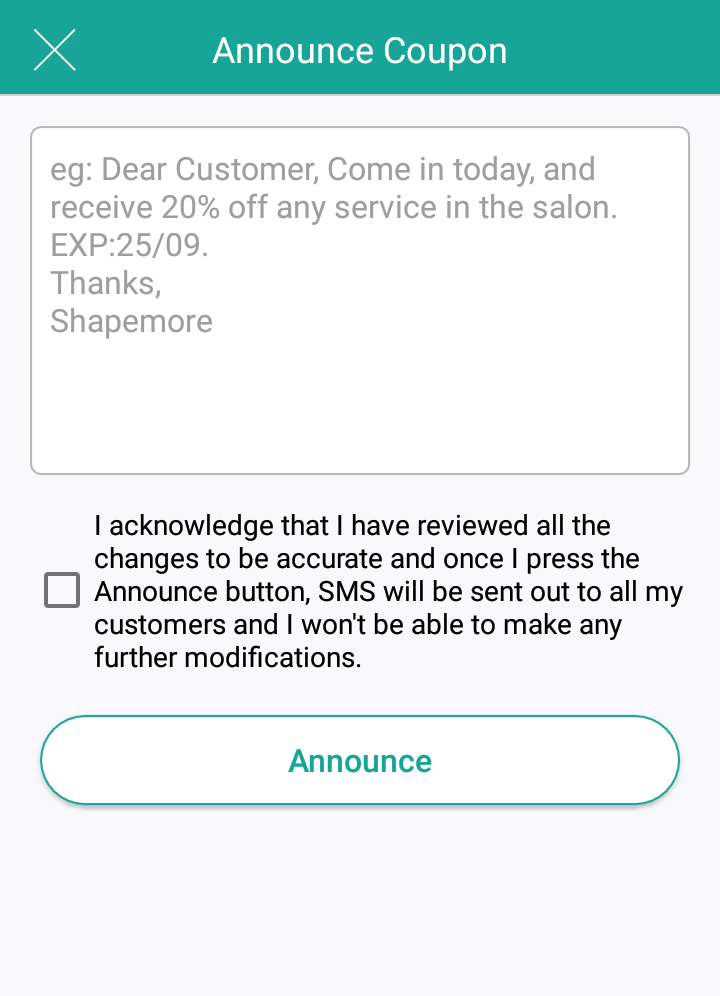 Announce Coupon
eg: Dear Customer, Come in today, and
receive 20% off any service in the salon.
EXP:25/09.
Thanks,
Shapemore
I acknowledge that I have reviewed all the
changes to be accurate and once I press the
Announce button, SMS will be sent out to all my
customers and I won't be able to make any
further modifications.
Announce